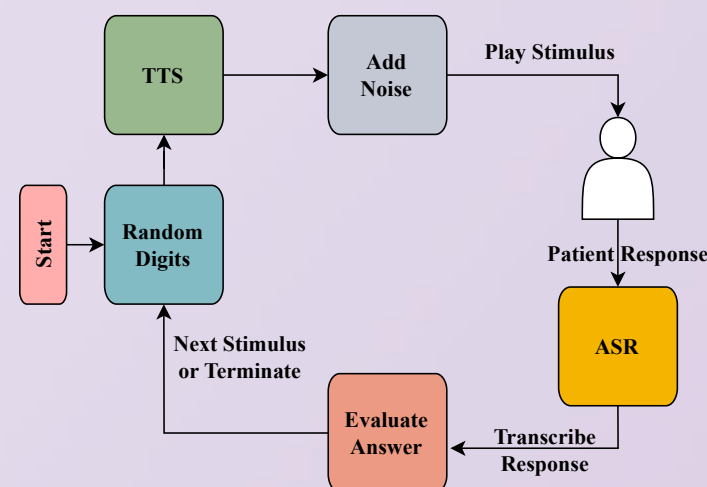 TTS
Add
Noise
Play Stimulus
Start
Random
Digits
Patient Response
ASR
Next Stimulus
or Terminate
Evaluate
Answer
Transcribe
Response